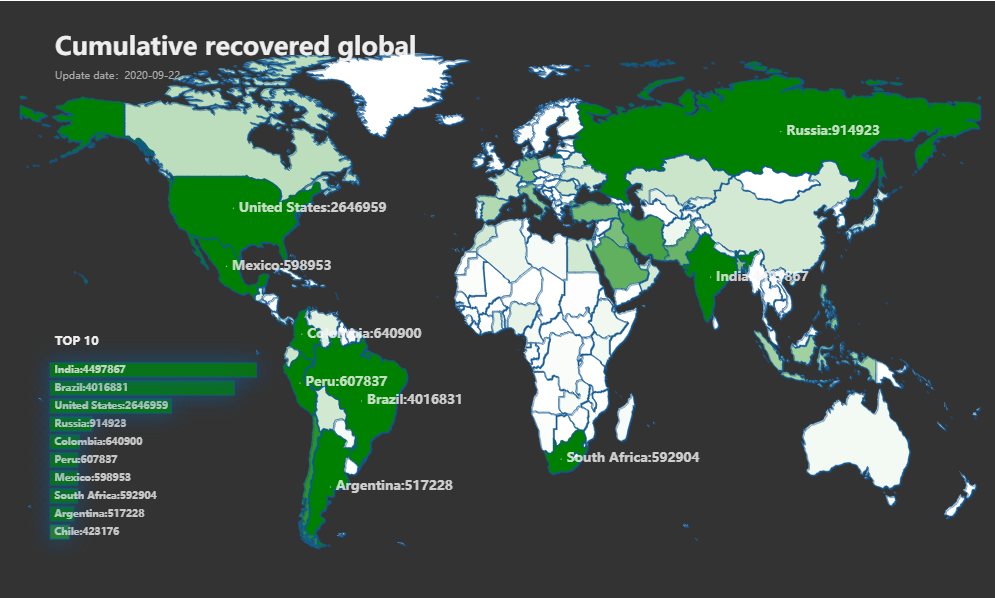 Cumulative recovered global
Update date: 2020-09-22
Russia:914923
United States:2646959
Mexico:598953
India:4497867
Colombia:640900
Peru:607837
Brazil:4016831
South Africa:592904
Argentina:517228
TOP 10
India:4497867
Brazil:4016831
United States:2646959
Russia:914923
Colombia:640900
Peru:607837
Mexico:598953
South Africa:592904
Argentina:517228
Chile:423176